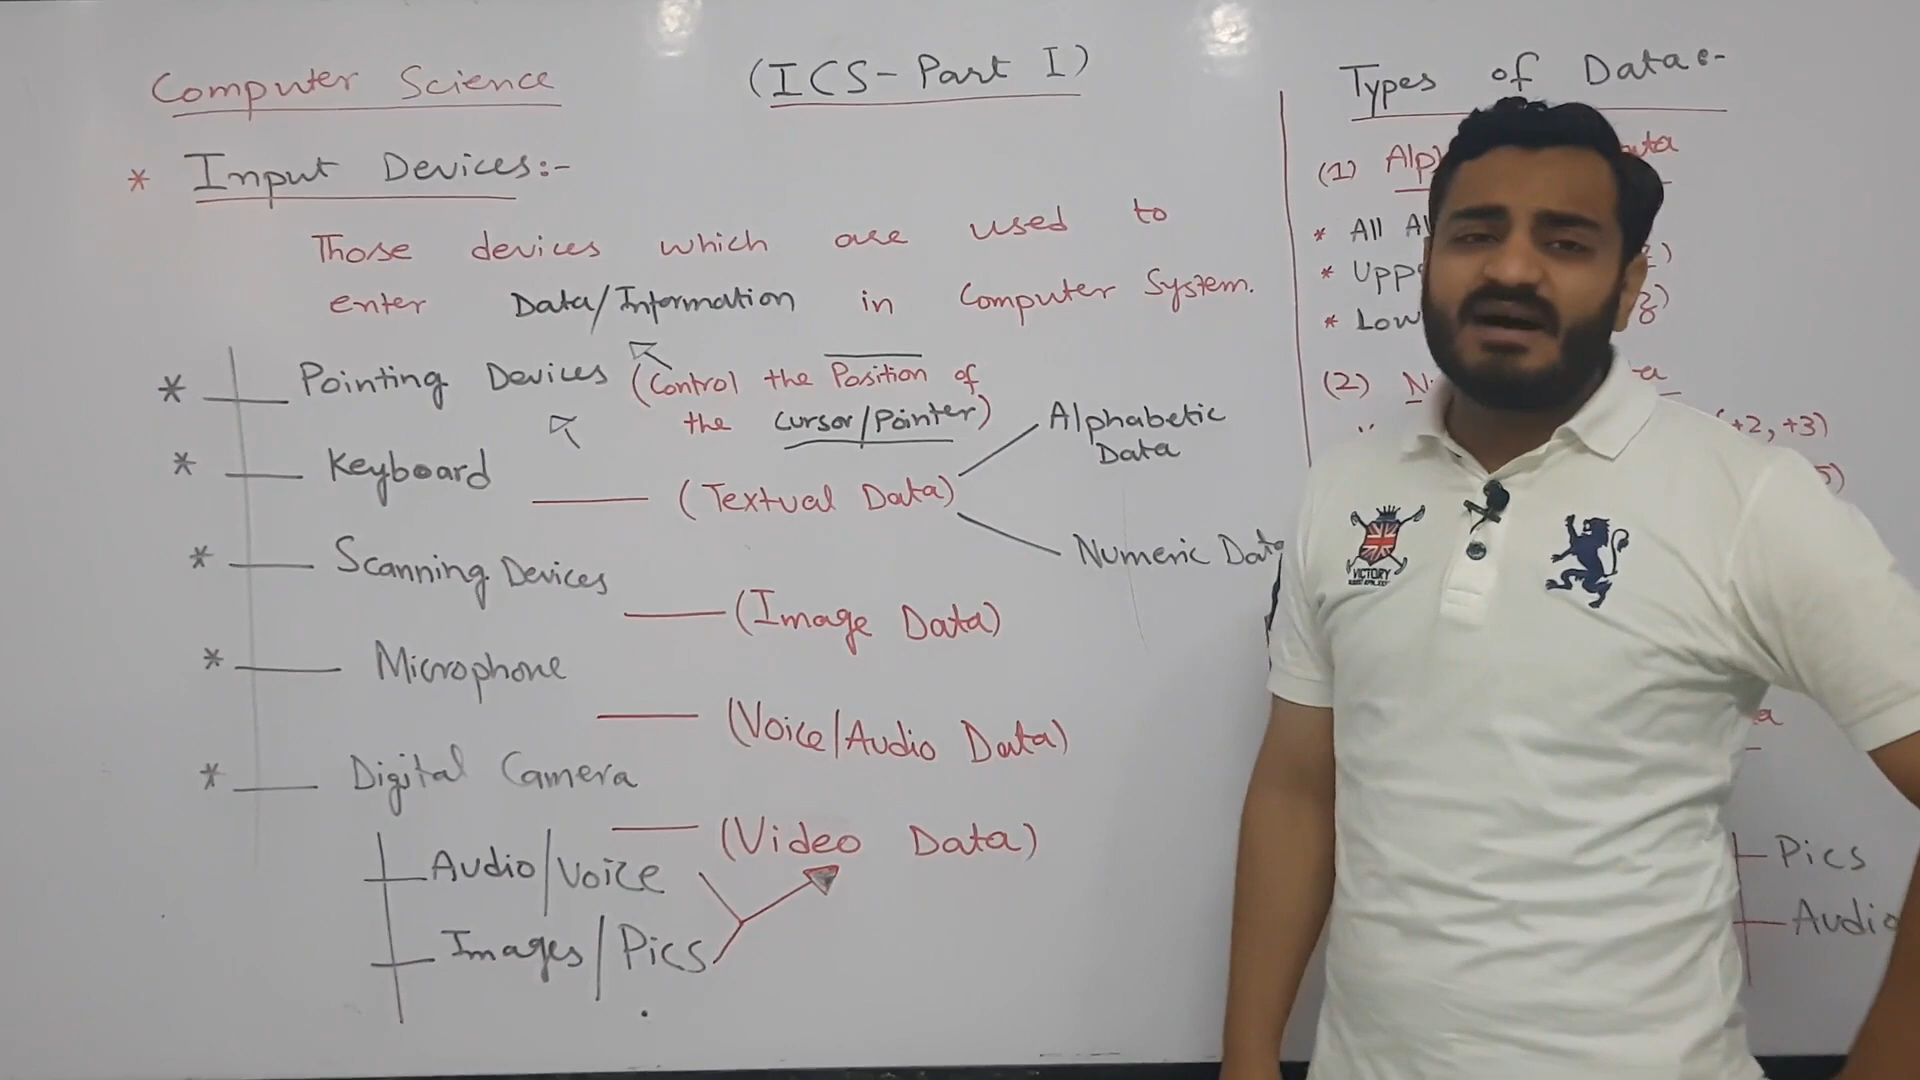 Computer Science (ICS-Part I)
* Input Devices:-
Those devices which are used to
enter Data/Information in Computer System.
* Pointing Devices (Control the Position of
the Cursor/Pointer)
* Keyboard
(Textual Data)
Alphabetic
Data
Numeric Data
* Scanning Devices
(Image Data)
* Microphone
(Voice/Audio Data)
* Digital Camera
(Video Data)
Audio/Voice
Images/Pics
Types of Data:-
(1)
* All
*
*
(2)
+2, +3)
Pics
Audio
VICTORY